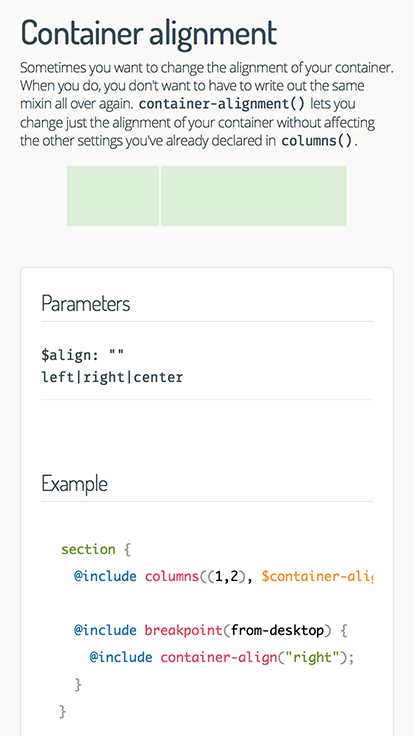 Container alignment
Sometimes you want to change the alignment of your container.
When you do, you don't want to have to write out the same
mixin all over again. container-alignment() lets you
change just the alignment of your container without affecting
the other settings you've already declared in columns().
Parameters
$align: ""
left|right|center
Example
section {
@include columns((1,2), $container-alig
@include breakpoint(from-desktop) {
@include container-align("right");
}
}